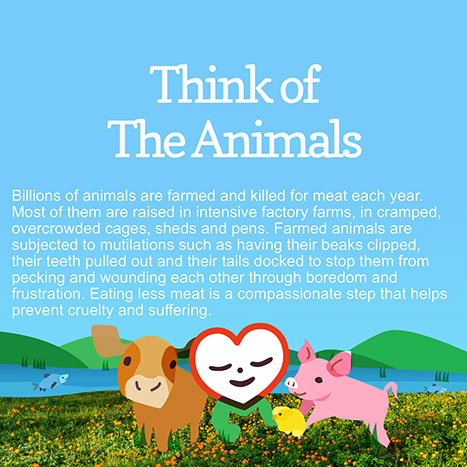 Think of
The Animals
Billions of animals are farmed and killed for meat each year.
Most of them are raised in intensive factory farms, in cramped,
overcrowded cages, sheds and pens. Farmed animals are
subjected to mutilations such as having their beaks clipped,
their teeth pulled out and their tails docked to stop them from
pecking and wounding each other through boredom and
frustration. Eating less meat is a compassionate step that helps
prevent cruelty and suffering.